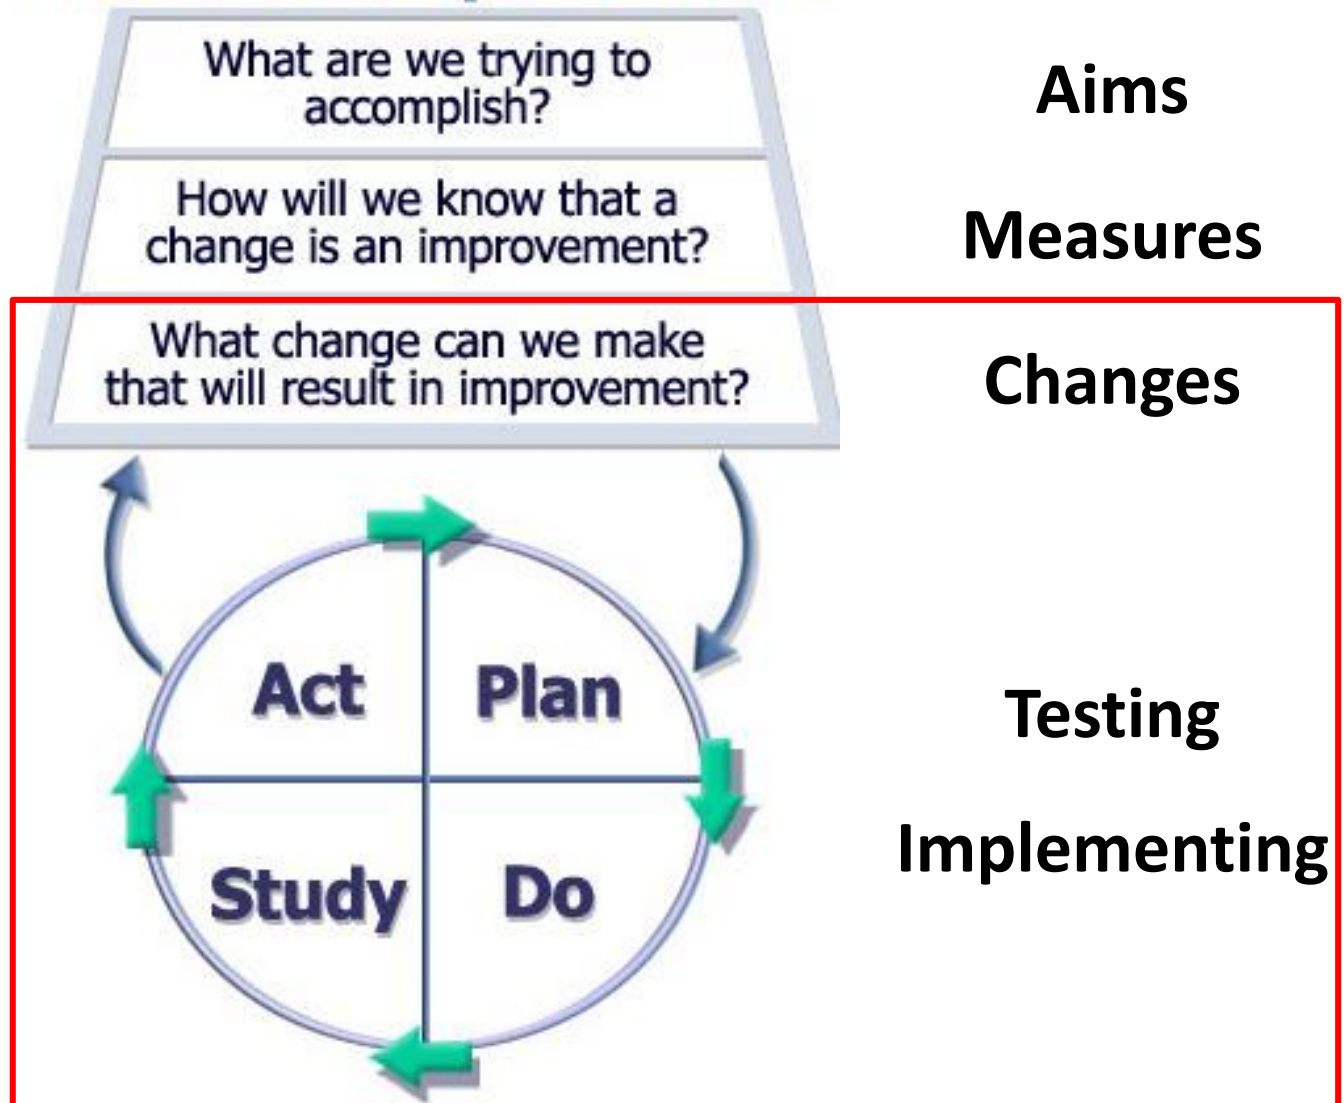 What are we trying to
accomplish?
Aims
How will we know that a
change is an improvement?
Measures
What change can we make
that will result in improvement?
Changes
Act
Plan
Testing
Study
Do
Implementing